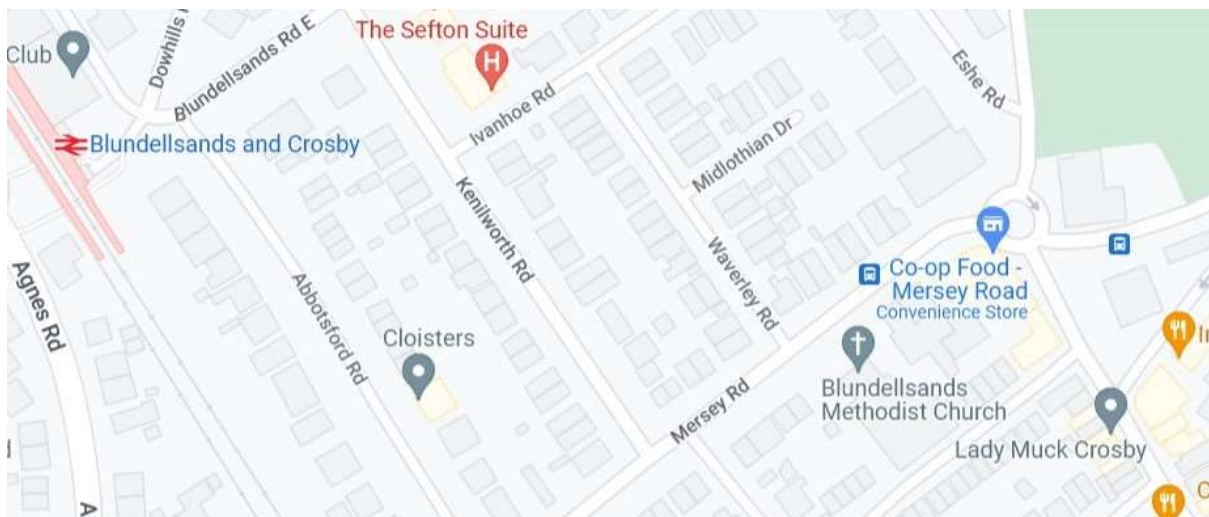 The Sefton Suite
H
Club
Dowhills
Blundellsands Rd E
Eshe Rd
Ivanhoe Rd
Blundellsands and Crosby
Midlothian Dr
Kenilworth Rd
Waverley Rd
Agnes Rd
Abbotsford Rd
Co-op Food -
Mersey Road
Convenience Store
Cloisters
Blundellsands
Methodist Church
Mersey Rd
Lady Muck Crosby